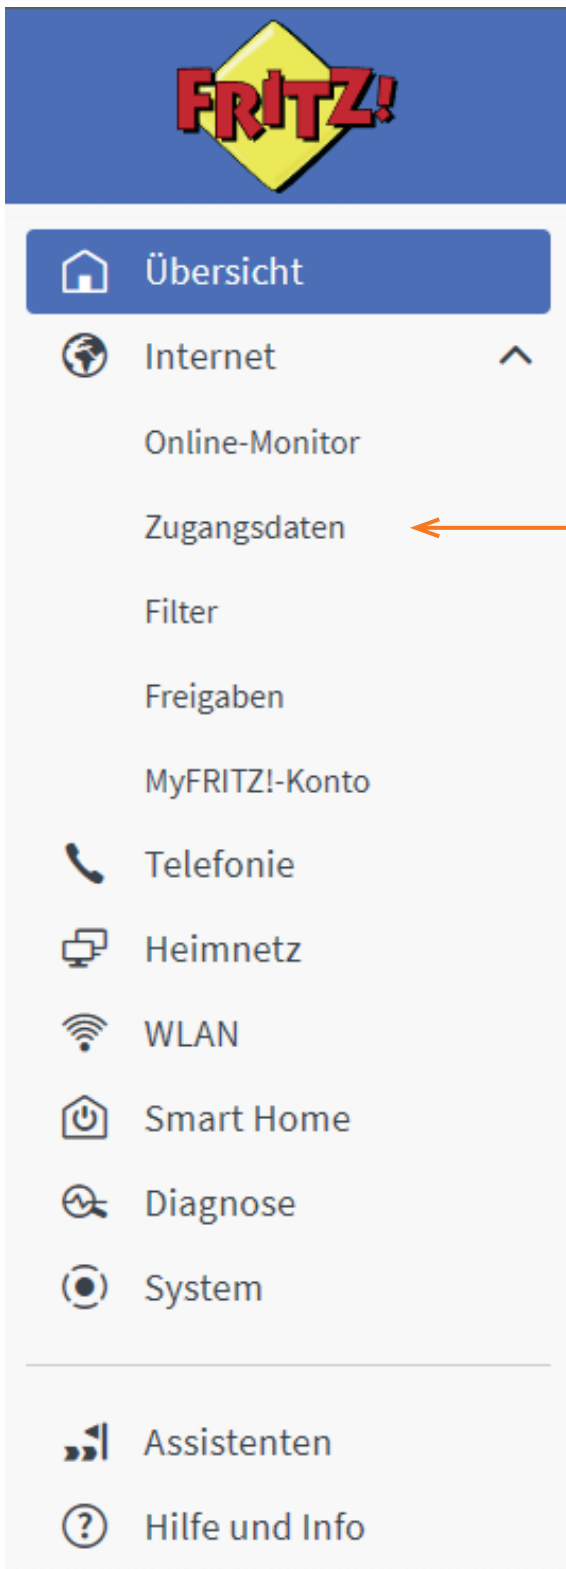 FRITZ!
Übersicht
Internet
Online-Monitor
Zugangsdaten
Filter
Freigaben
MyFRITZ!-Konto
Telefonie
Heimnetz
WLAN
Smart Home
Diagnose
System
Assistenten
Hilfe und Info